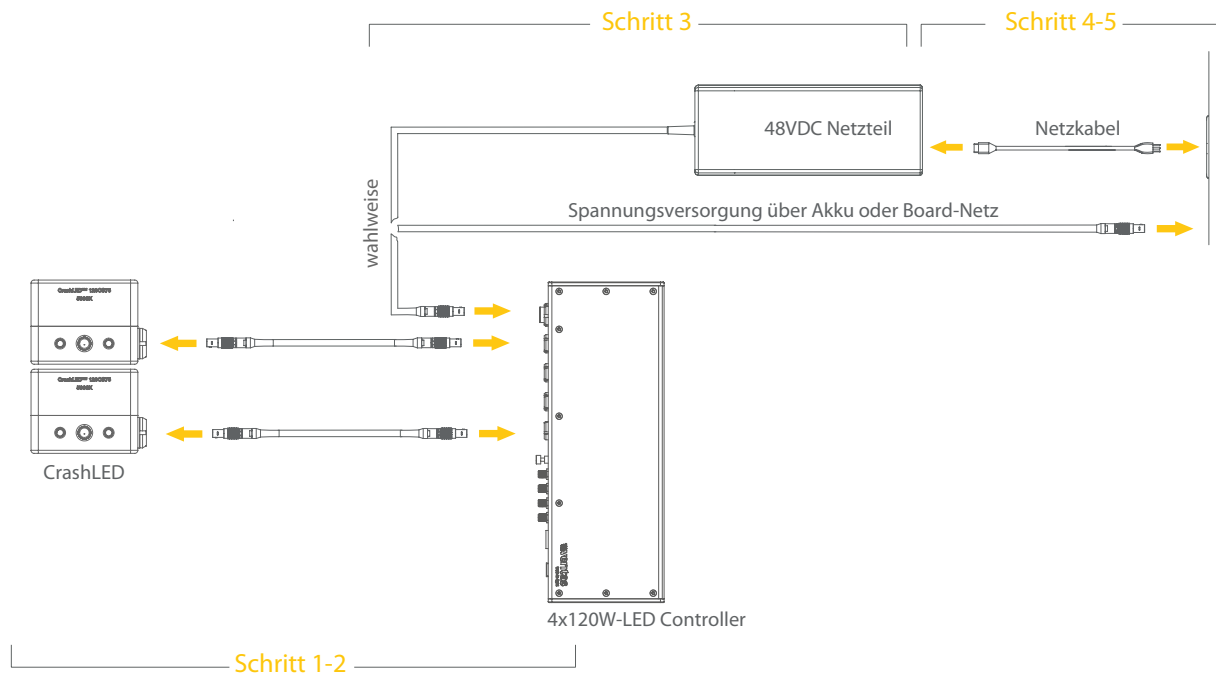 Schritt 3
Schritt 4-5
48VDC Netzteil
Netzkabel
wahlweise
Spannungsversorgung über Akku oder Board-Netz
CrashLED
4x120W-LED Controller
Schritt 1-2